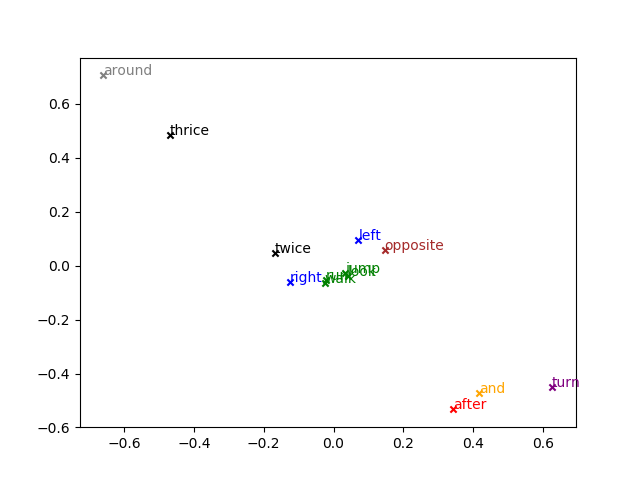 around
0.6
thrice
0.4
0.2
left
opposite
twice
0.0
jump
look
right
run
walk
−0.2
−0.4
turn
and
after
−0.6
−0.6 −0.4 −0.2 0.0 0.2 0.4 0.6